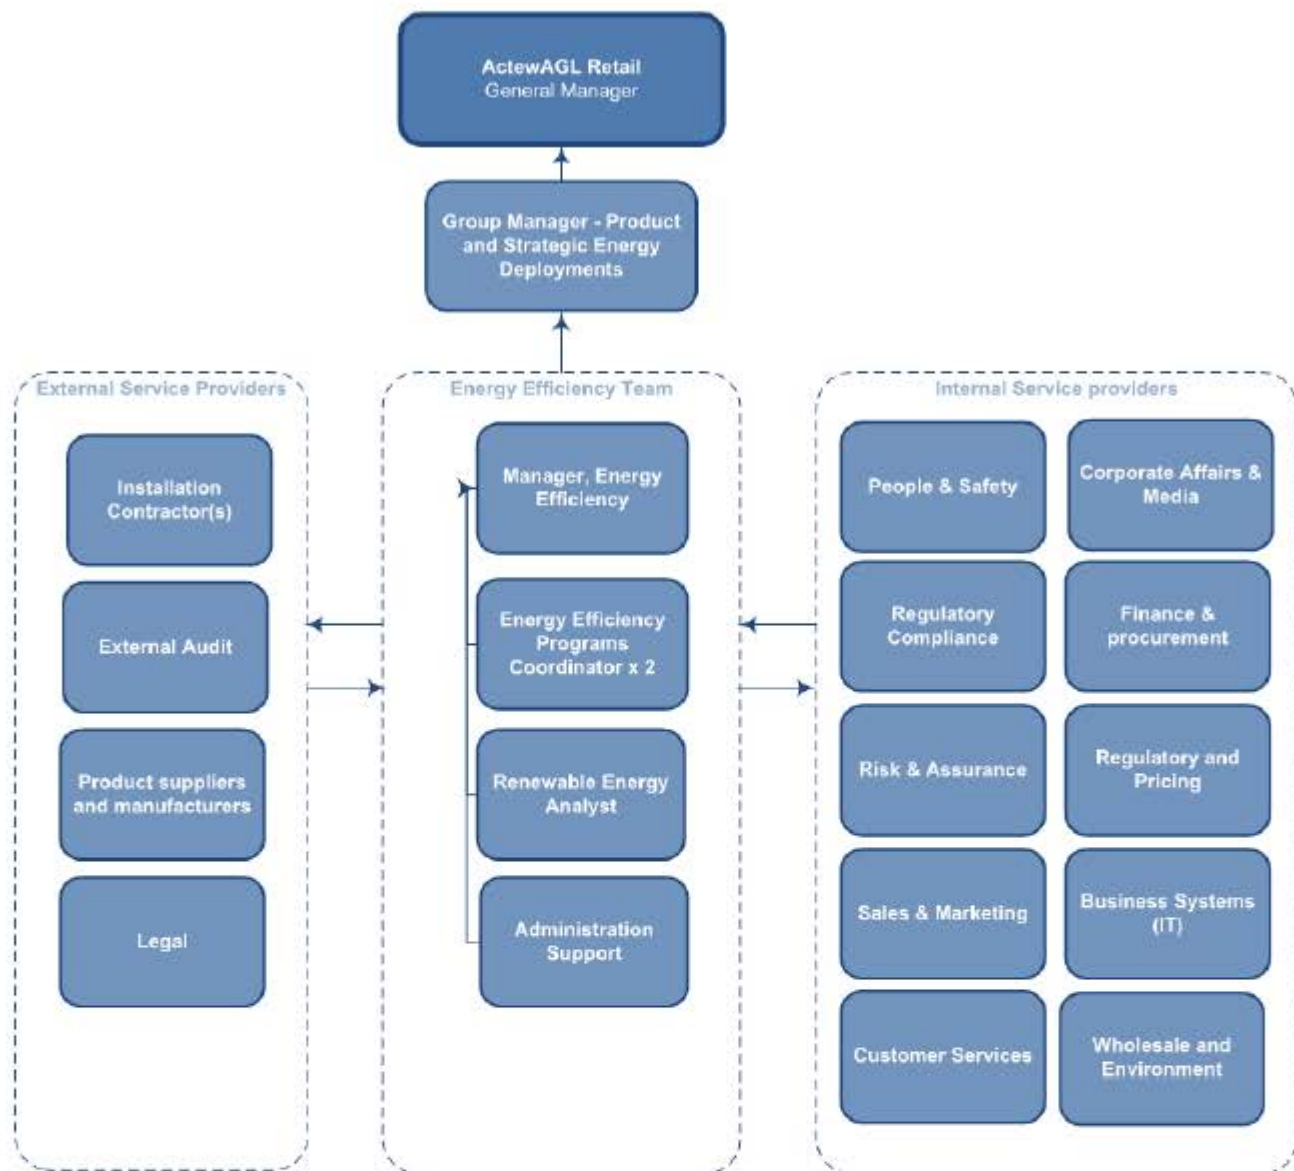 ActewAGL Retail
General Manager
Group Manager - Product
and Strategic Energy
Deployments
External Service Providers
Installation
Contractor(s)
External Audit
Product suppliers
and manufacturers
Legal
Energy Efficiency Team
Manager, Energy
Efficiency
Energy Efficiency
Programs
Coordinator x 2
Renewable Energy
Analyst
Administration
Support
Internal Service providers
People & Safety
Corporate Affairs &
Media
Regulatory
Compliance
Finance &
procurement
Risk & Assurance
Regulatory and
Pricing
Sales & Marketing
Business Systems
(IT)
Customer Services
Wholesale and
Environment